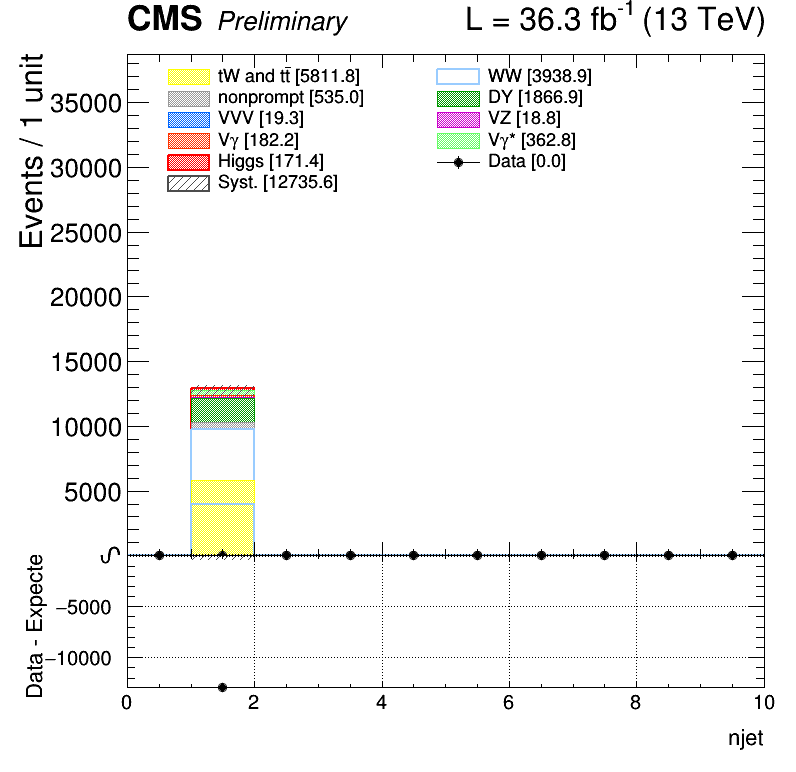 CMS Preliminary L = 36.3 fb⁻¹ (13 TeV)
Events / 1 unit
tW and tt̄ [5811.8] WW [3938.9]
nonprompt [535.0] DY [1866.9]
VVV [19.3] VZ [18.8]
Vγ [182.2] Vγ* [362.8]
Higgs [171.4] Data [0.0]
Syst. [12735.6]
35000
30000
25000
20000
15000
10000
5000
Data - Expecte
−5000
−10000
0 2 4 6 8 10
njet